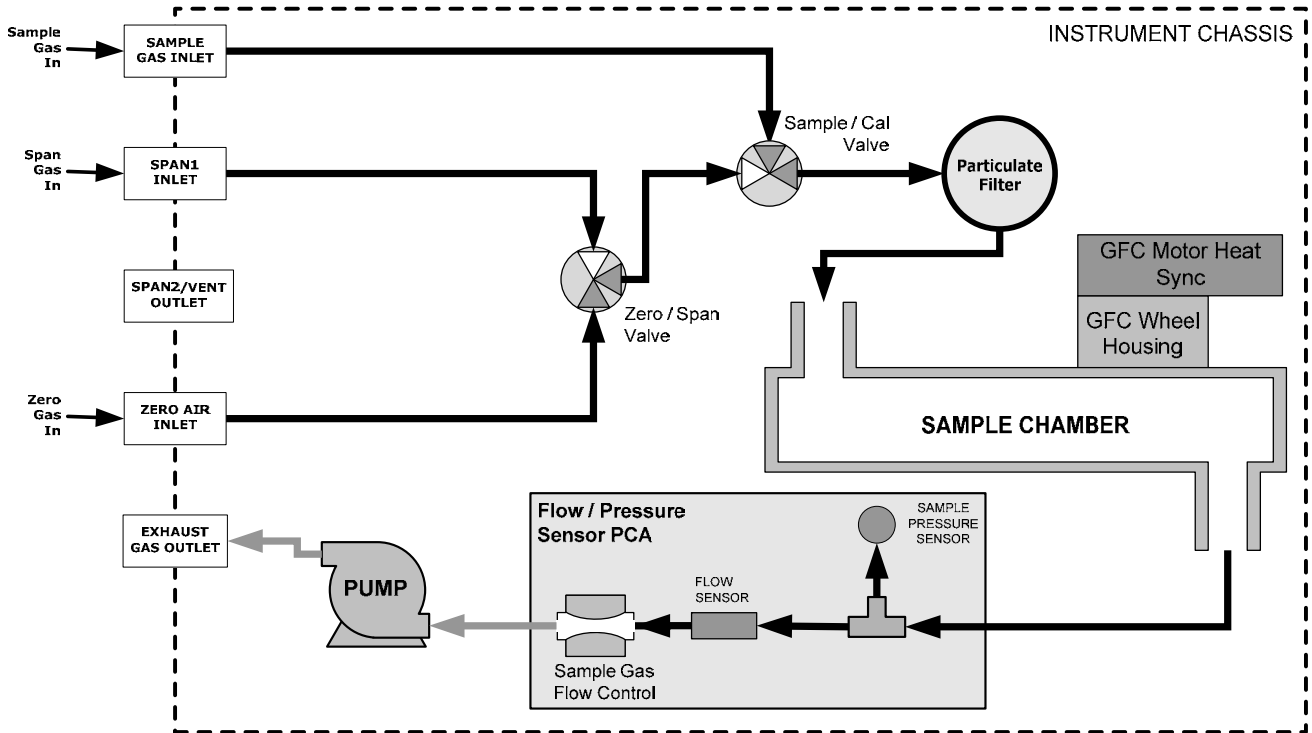 INSTRUMENT CHASSIS
Sample
Gas
In
SAMPLE
GAS INLET
Sample / Cal
Valve
Span
Gas
In
SPAN1
INLET
Particulate
Filter
GFC Motor Heat
Sync
SPAN2/VENT
OUTLET
Zero / Span
Valve
GFC Wheel
Housing
Zero
Gas
In
ZERO AIR
INLET
SAMPLE CHAMBER
Flow / Pressure
Sensor PCA
SAMPLE
PRESSURE
SENSOR
EXHAUST
GAS OUTLET
PUMP
FLOW
SENSOR
Sample Gas
Flow Control